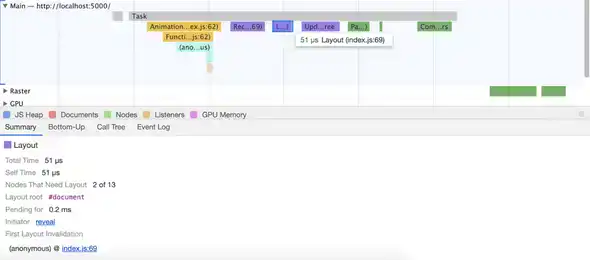 Main — http://localhost:5000/
Task
Animation...ex.js:62) Rec...69) L...t Upd...ree Pa...) Com...rs
Functi...js:62)
(ano...us)
51 μs Layout (index.js:69)
Raster
GPU
JS Heap Documents Nodes Listeners GPU Memory
Summary Bottom-Up Call Tree Event Log
Layout
Total Time 51 μs
Self Time 51 μs
Nodes That Need Layout 2 of 13
Layout root #document
Pending for 0.2 ms
Initiator reveal
First Layout Invalidation
(anonymous) @ index.js:69